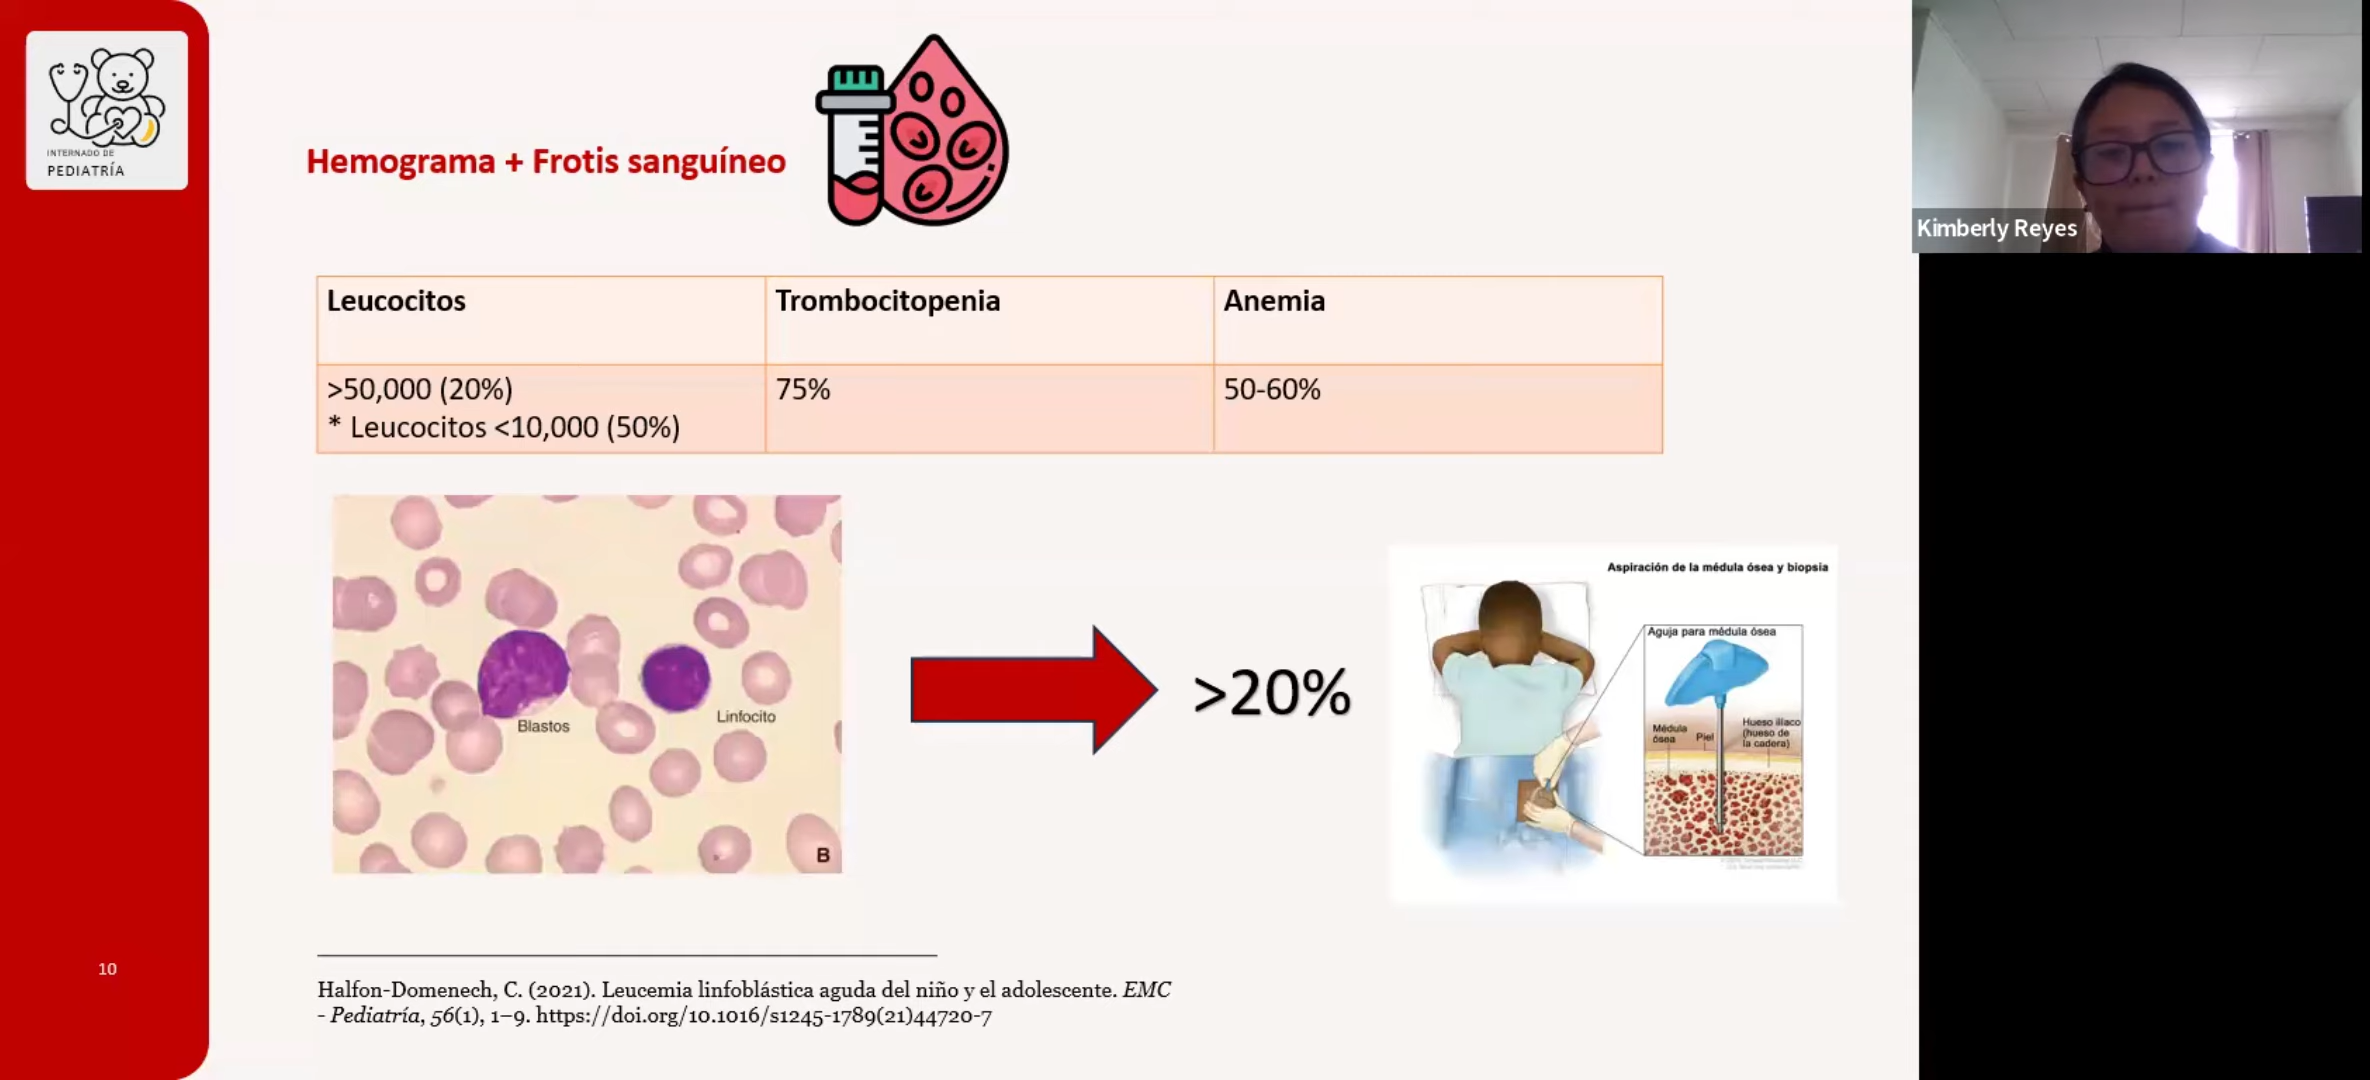 INTERNADO DE
PEDIATRÍA
Hemograma + Frotis sanguíneo
Kimberly Reyes
Leucocitos
Trombocitopenia
Anemia
>50,000 (20%)
* Leucocitos <10,000 (50%)
75%
50-60%
Blastos
Linfocito
B
>20%
Aspiración de la médula ósea y biopsia
Aguja para médula ósea
Médula
ósea
Piel
Hueso ilíaco
(hueso de
la cadera)
10
Halfon-Domenech, C. (2021). Leucemia linfoblástica aguda del niño y el adolescente. EMC
- Pediatría, 56(1), 1–9. https://doi.org/10.1016/s1245-1789(21)44720-7